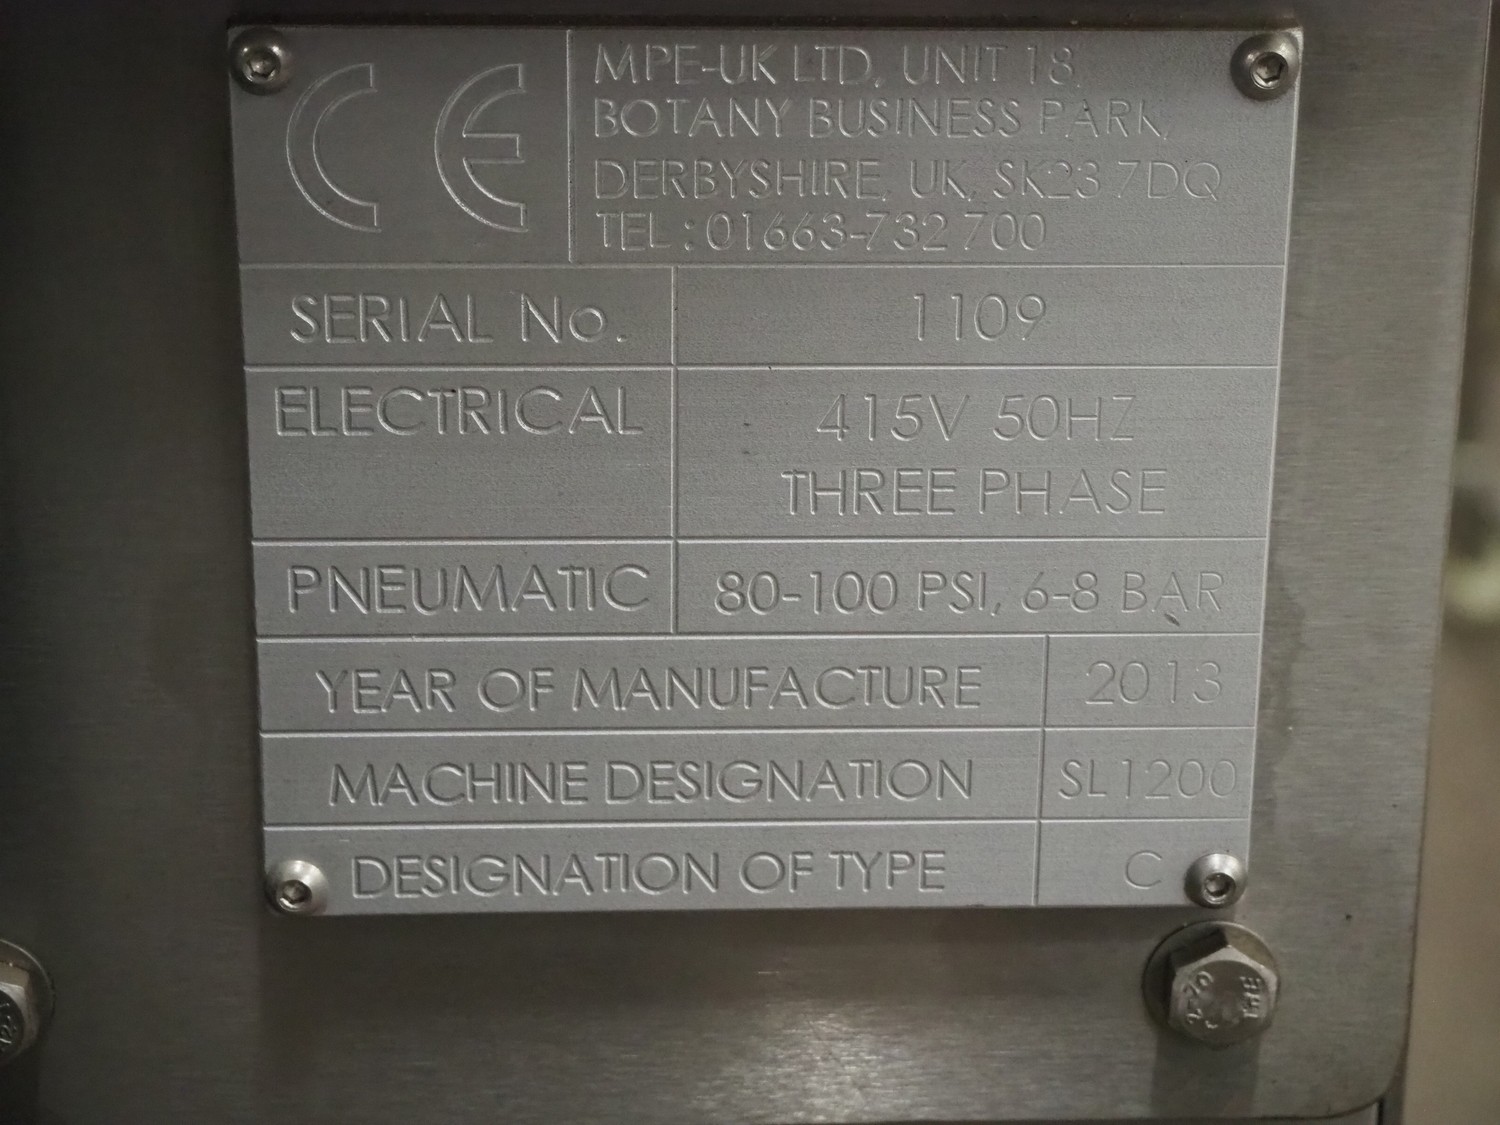 CE
MPE-UK LTD, UNIT 18,
BOTANY BUSINESS PARK,
DERBYSHIRE, UK, SK23 7DQ
TEL : 01663-732 700
SERIAL No. 1109
ELECTRICAL 415V 50HZ
THREE PHASE
PNEUMATIC 80-100 PSI, 6-8 BAR
YEAR OF MANUFACTURE 2013
MACHINE DESIGNATION SL1200
DESIGNATION OF TYPE C